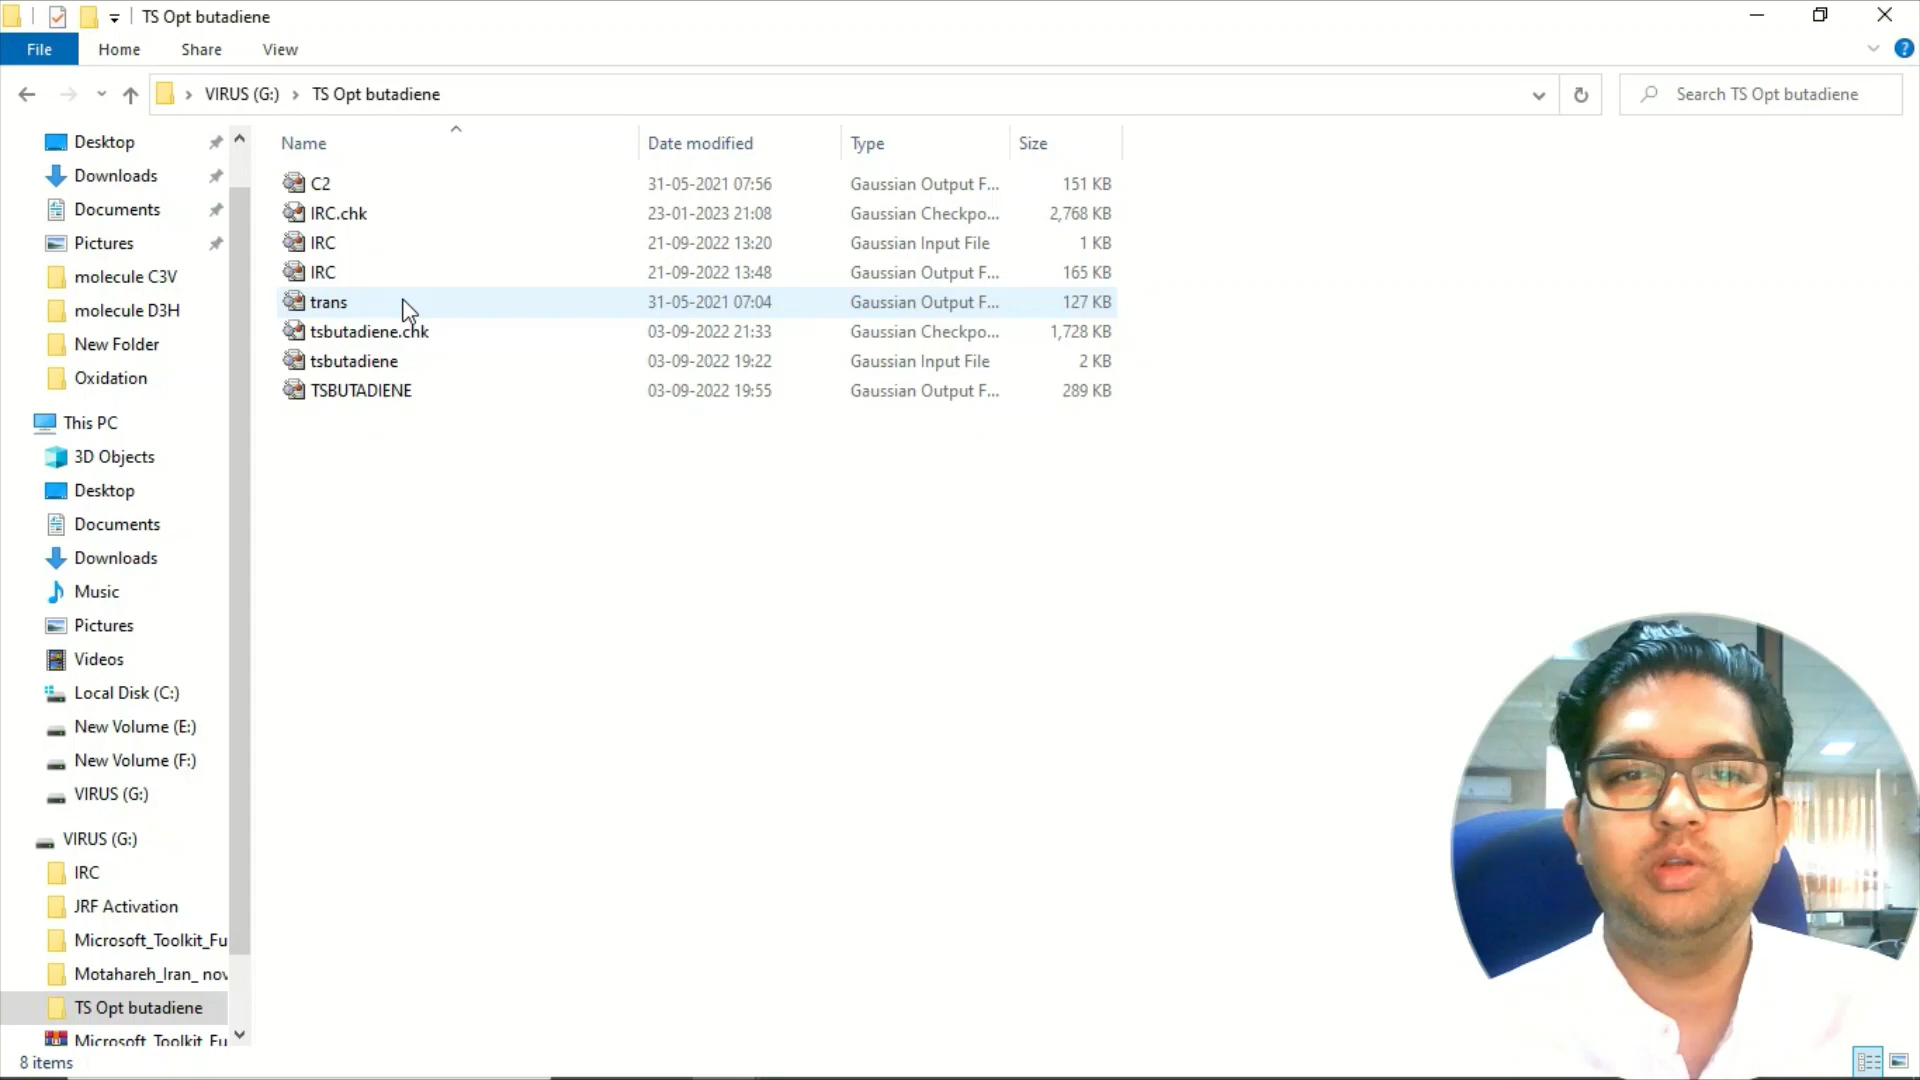 TS Opt butadiene
File Home Share View
VIRUS (G:) TS Opt butadiene
Search TS Opt butadiene
Name Date modified Type Size
C2 31-05-2021 07:56 Gaussian Output F... 151 KB
IRC.chk 23-01-2023 21:08 Gaussian Checkpo... 2,768 KB
IRC 21-09-2022 13:20 Gaussian Input File 1 KB
IRC 21-09-2022 13:48 Gaussian Output F... 165 KB
trans 31-05-2021 07:04 Gaussian Output F... 127 KB
tsbutadiene.chk 03-09-2022 21:33 Gaussian Checkpo... 1,728 KB
tsbutadiene 03-09-2022 19:22 Gaussian Input File 2 KB
TSBUTADIENE 03-09-2022 19:55 Gaussian Output F... 289 KB
Desktop
Downloads
Documents
Pictures
molecule C3V
molecule D3H
New Folder
Oxidation
This PC
3D Objects
Desktop
Documents
Downloads
Music
Pictures
Videos
Local Disk (C:)
New Volume (E:)
New Volume (F:)
VIRUS (G:)
VIRUS (G:)
IRC
JRF Activation
Microsoft_Toolkit_Fu
Motahareh_Iran_ nov
TS Opt butadiene
Microsoft_Toolkit_Fu
8 items